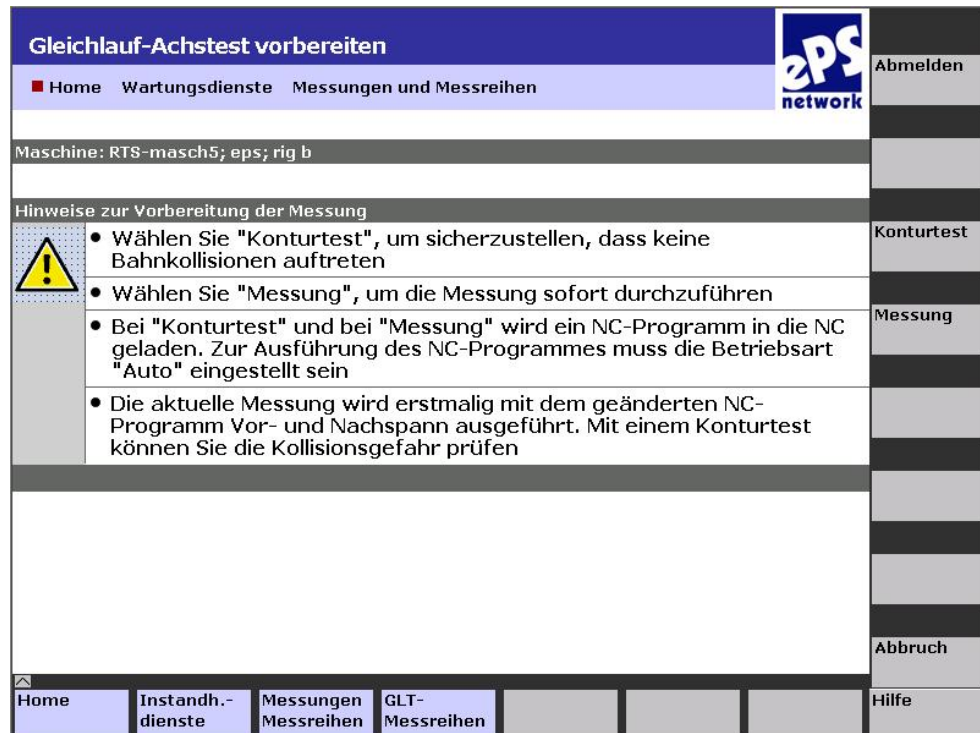 Gleichlauf-Achstest vorbereiten
ePS
network
Home Wartungsdienste Messungen und Messreihen
Maschine: RTS-masch5; eps; rig b
Hinweise zur Vorbereitung der Messung
• Wählen Sie "Konturtest", um sicherzustellen, dass keine
Bahnkollisionen auftreten
• Wählen Sie "Messung", um die Messung sofort durchzuführen
• Bei "Konturtest" und bei "Messung" wird ein NC-Programm in die NC
geladen. Zur Ausführung des NC-Programmes muss die Betriebsart
"Auto" eingestellt sein
• Die aktuelle Messung wird erstmalig mit dem geänderten NC-
Programm Vor- und Nachspann ausgeführt. Mit einem Konturtest
können Sie die Kollisionsgefahr prüfen
Abmelden
Konturtest
Messung
Abbruch
Home
Instandh.-
dienste
Messungen
Messreihen
GLT-
Messreihen
Hilfe